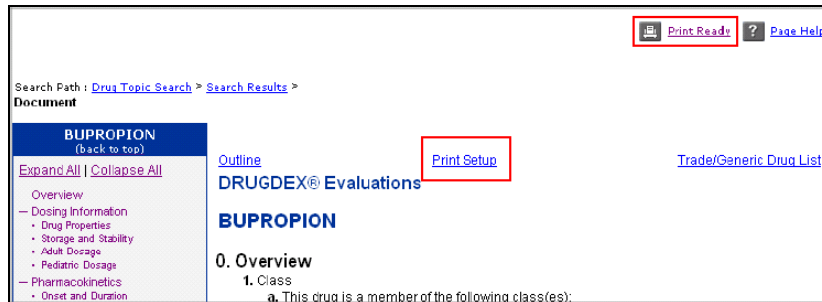 Print Ready ? Page Help
Search Path : Drug Topic Search > Search Results >
Document
BUPROPION
(back to top)
Expand All | Collapse All
Overview
– Dosing Information
• Drug Properties
• Storage and Stability
• Adult Dosage
• Pediatric Dosage
– Pharmacokinetics
• Onset and Duration
Outline Print Setup Trade/Generic Drug List
DRUGDEX® Evaluations
BUPROPION
0. Overview
1. Class
a. This drug is a member of the following class(es):